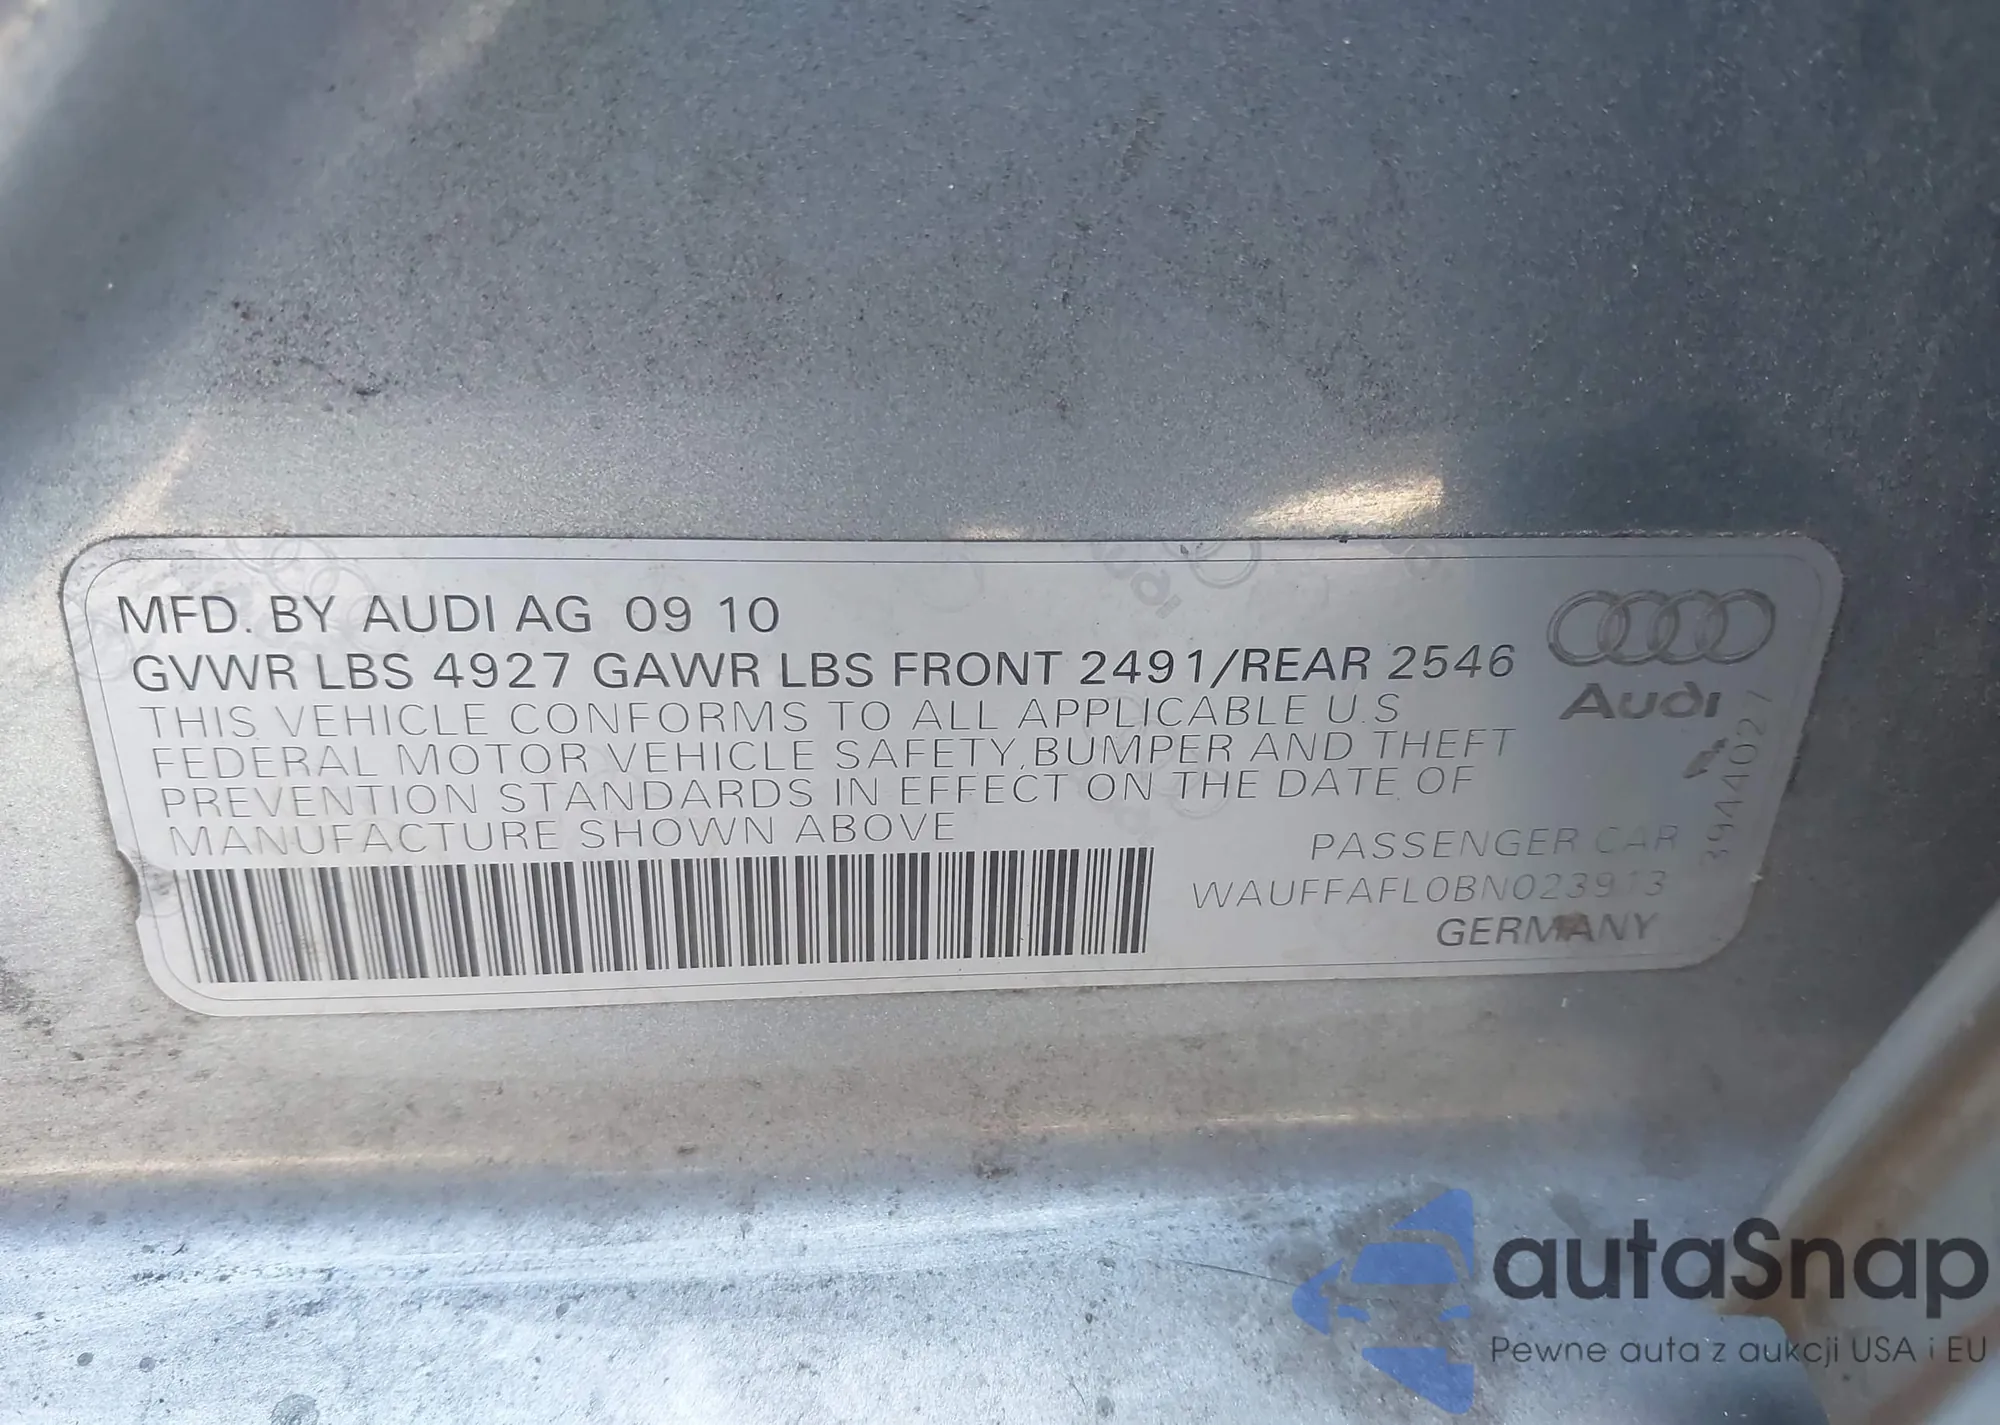 MFD. BY AUDI AG 09 10
GVWR LBS 4927 GAWR LBS FRONT 2491/REAR 2546
THIS VEHICLE CONFORMS TO ALL APPLICABLE U.S
FEDERAL MOTOR VEHICLE SAFETY, BUMPER AND THEFT
PREVENTION STANDARDS IN EFFECT ON THE DATE OF
MANUFACTURE SHOWN ABOVE
Audi
3944027
PASSENGER CAR
WAUFFAFL0BN023913
GERMANY
autaSnap
Pewne auta z aukcji USA i EU